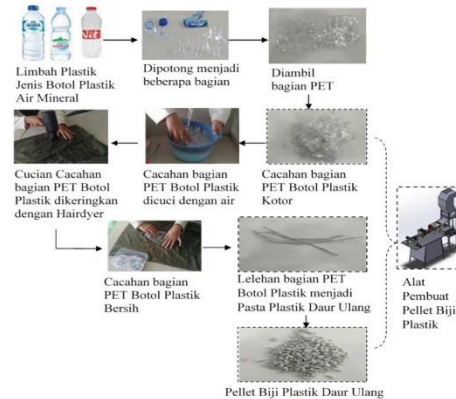 Limbah Plastik
Jenis Botol Plastik
Air Mineral
Dipotong menjadi
beberapa bagian
Diambil
bagian PET
Cucian Cacahan
bagian PET Botol
Plastik dikeringkan
dengan Hairdyer
Cacahan bagian
PET Botol Plastik
dicuci dengan air
Cacahan bagian
PET Botol Plastik
Kotor
Cacahan bagian
PET Botol Plastik
Bersih
Lelehan bagian PET
Botol Plastik menjadi
Pasta Plastik Daur Ulang
Alat
Pembuat
Pellet Biji
Plastik
Pellet Biji Plastik Daur Ulang